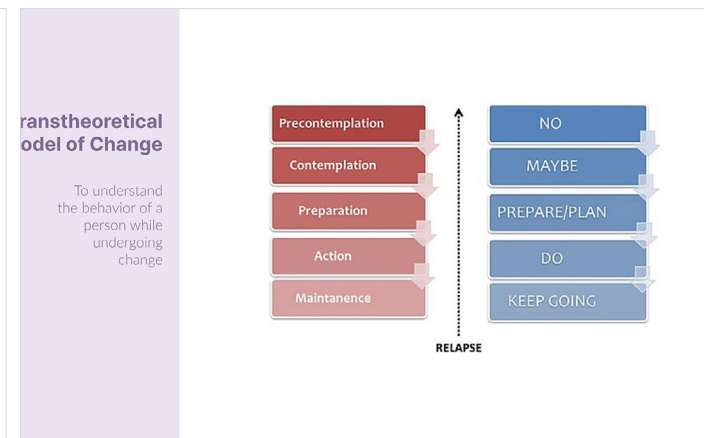 ranstheoretical
odel of Change
To understand
the behavior of a
person while
undergoing
change
Precontemplation
Contemplation
Preparation
Action
Maintanence
RELAPSE
NO
MAYBE
PREPARE/PLAN
DO
KEEP GOING